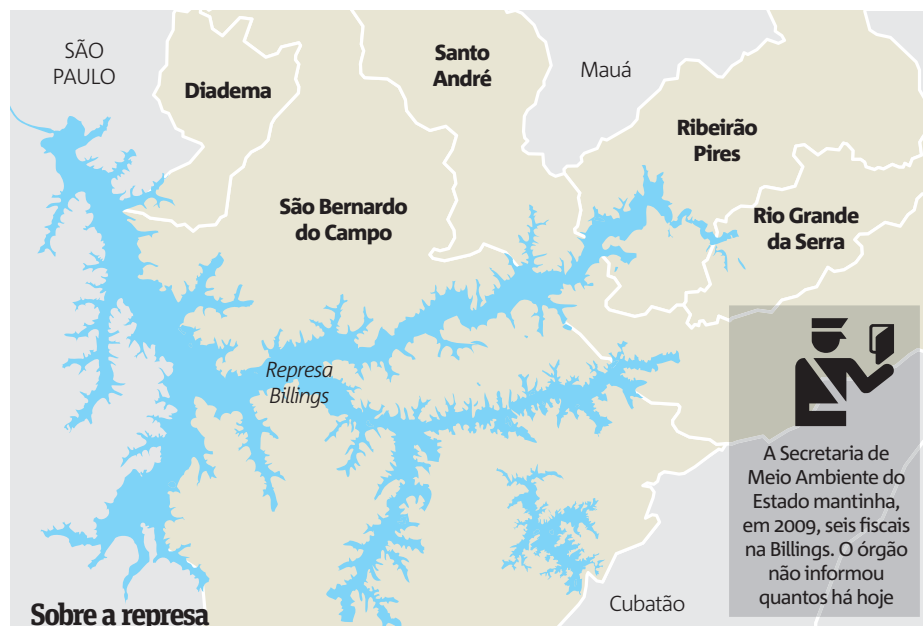 SÃO
PAULO
Diadema
Santo
André
Mauá
Ribeirão
Pires
São Bernardo
do Campo
Rio Grande
da Serra
Represa
Billings
A Secretaria de
Meio Ambiente do
Estado mantinha,
em 2009, seis fiscais
na Billings. O órgão
não informou
quantos há hoje
Cubatão
Sobre a represa